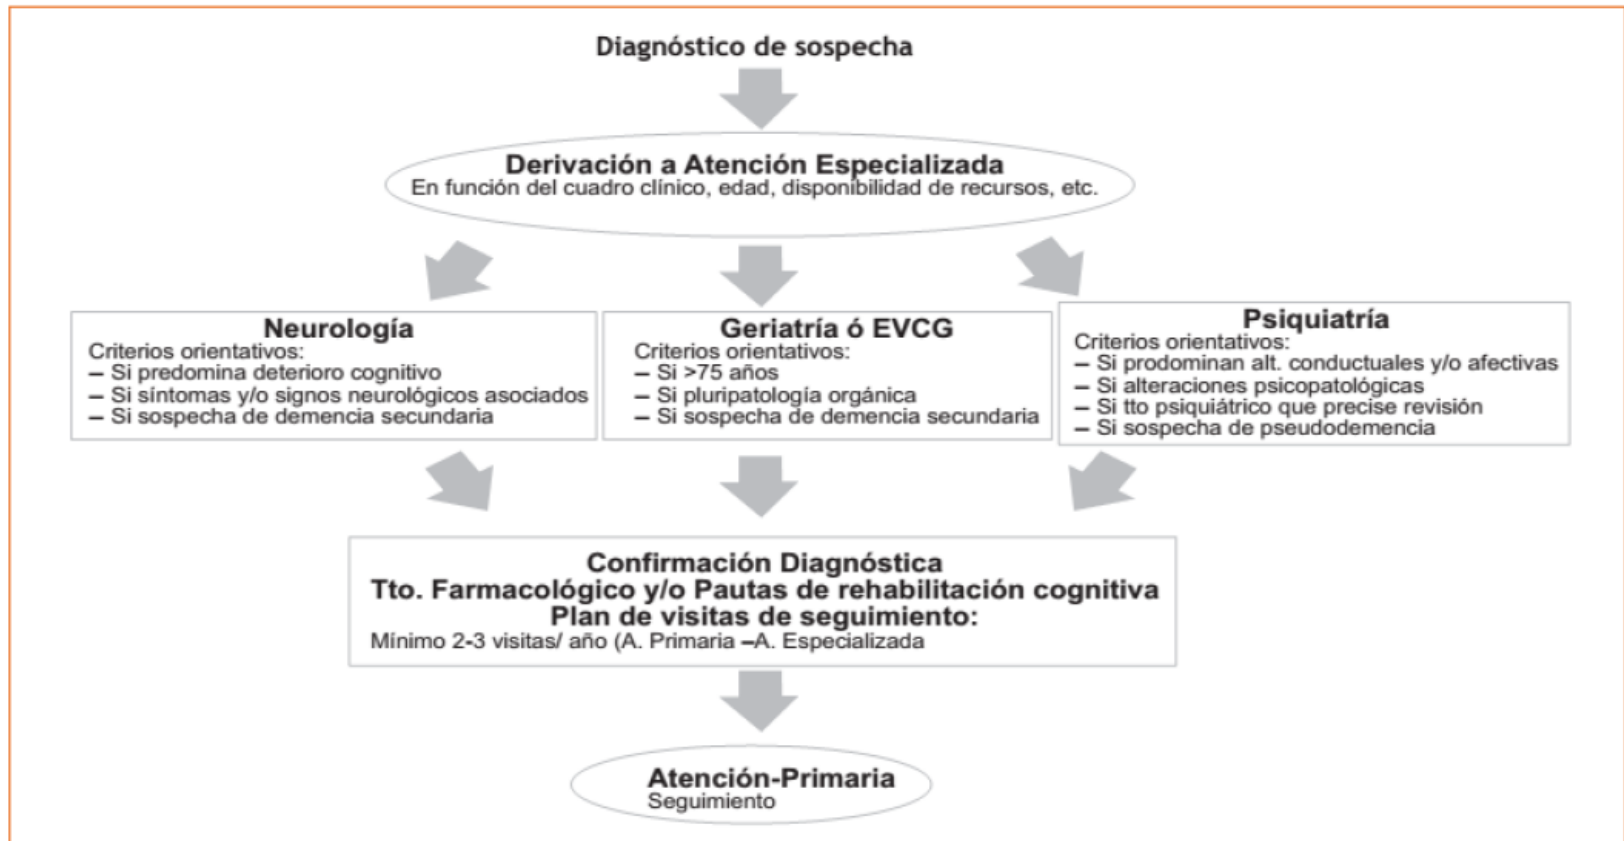 Diagnóstico de sospecha
Derivación a Atención Especializada
En función del cuadro clínico, edad, disponibilidad de recursos, etc.
Neurología
Criterios orientativos:
– Si predomina deterioro cognitivo
– Si síntomas y/o signos neurológicos asociados
– Si sospecha de demencia secundaria
Geriatría ó EVCG
Criterios orientativos:
– Si >75 años
– Si pluripatología orgánica
– Si sospecha de demencia secundaria
Psiquiatría
Criterios orientativos:
– Si prodominan alt. conductuales y/o afectivas
– Si alteraciones psicopatológicas
– Si tto psiquiátrico que precise revisión
– Si sospecha de pseudodemencia
Confirmación Diagnóstica
Tto. Farmacológico y/o Pautas de rehabilitación cognitiva
Plan de visitas de seguimiento:
Mínimo 2-3 visitas/ año (A. Primaria –A. Especializada
Atención-Primaria
Seguimiento